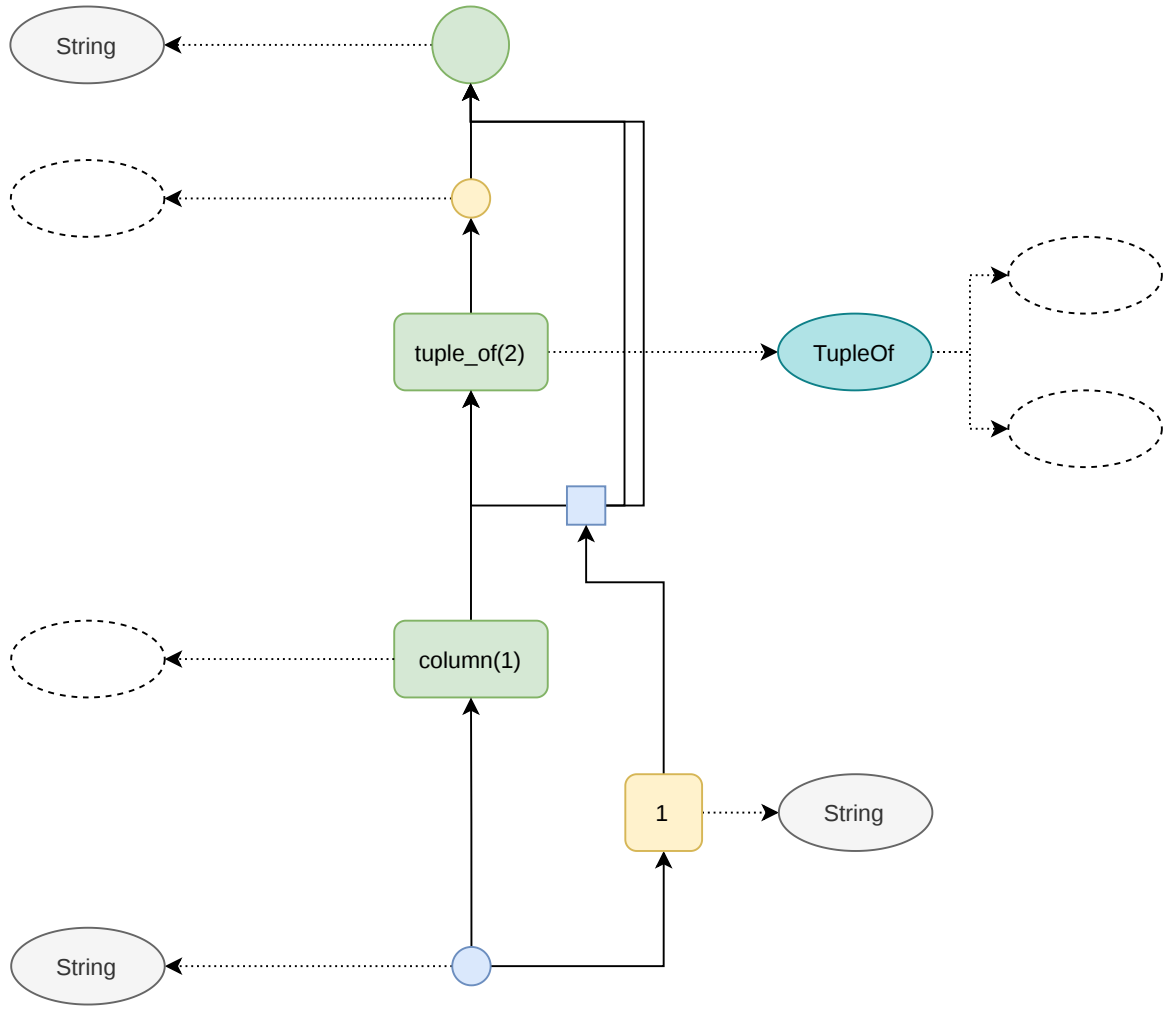 String
tuple_of(2)
TupleOf
column(1)
1
String
String